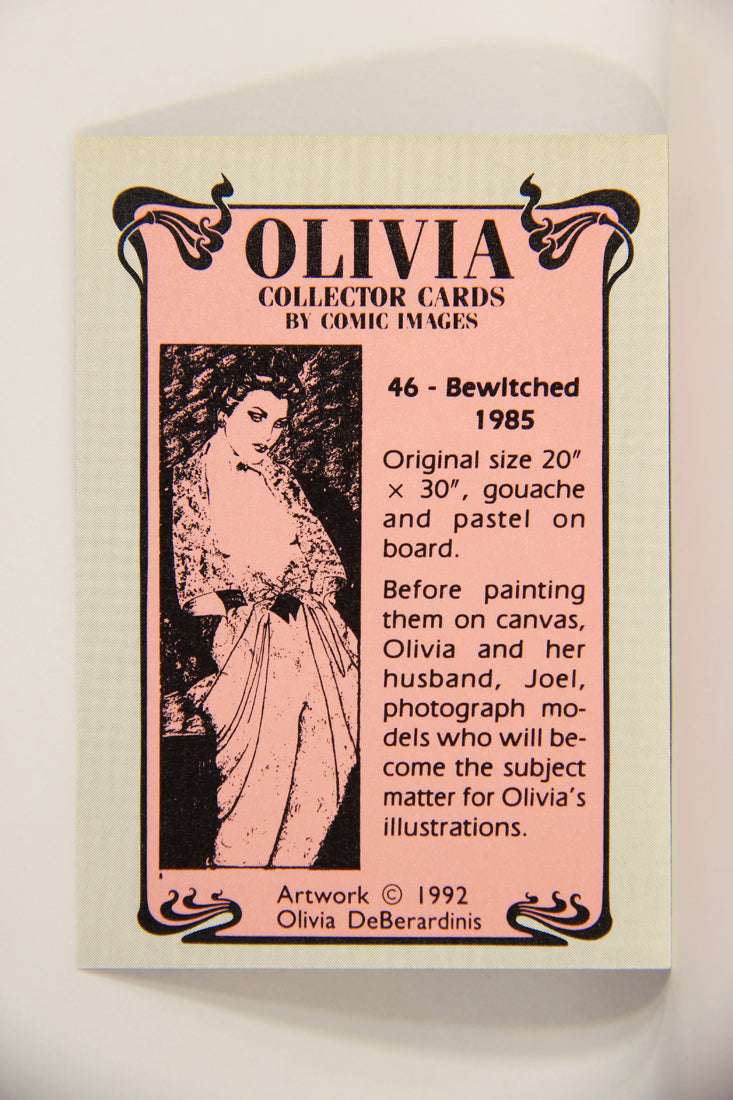 OLIVIA
COLLECTOR CARDS
BY COMIC IMAGES
46 - Bewitched
1985
Original size 20"
× 30", gouache
and pastel on
board.
Before painting
them on canvas,
Olivia and her
husband, Joel,
photograph mo-
dels who will be-
come the subject
matter for Olivia's
illustrations.
Artwork © 1992
Olivia DeBerardinis